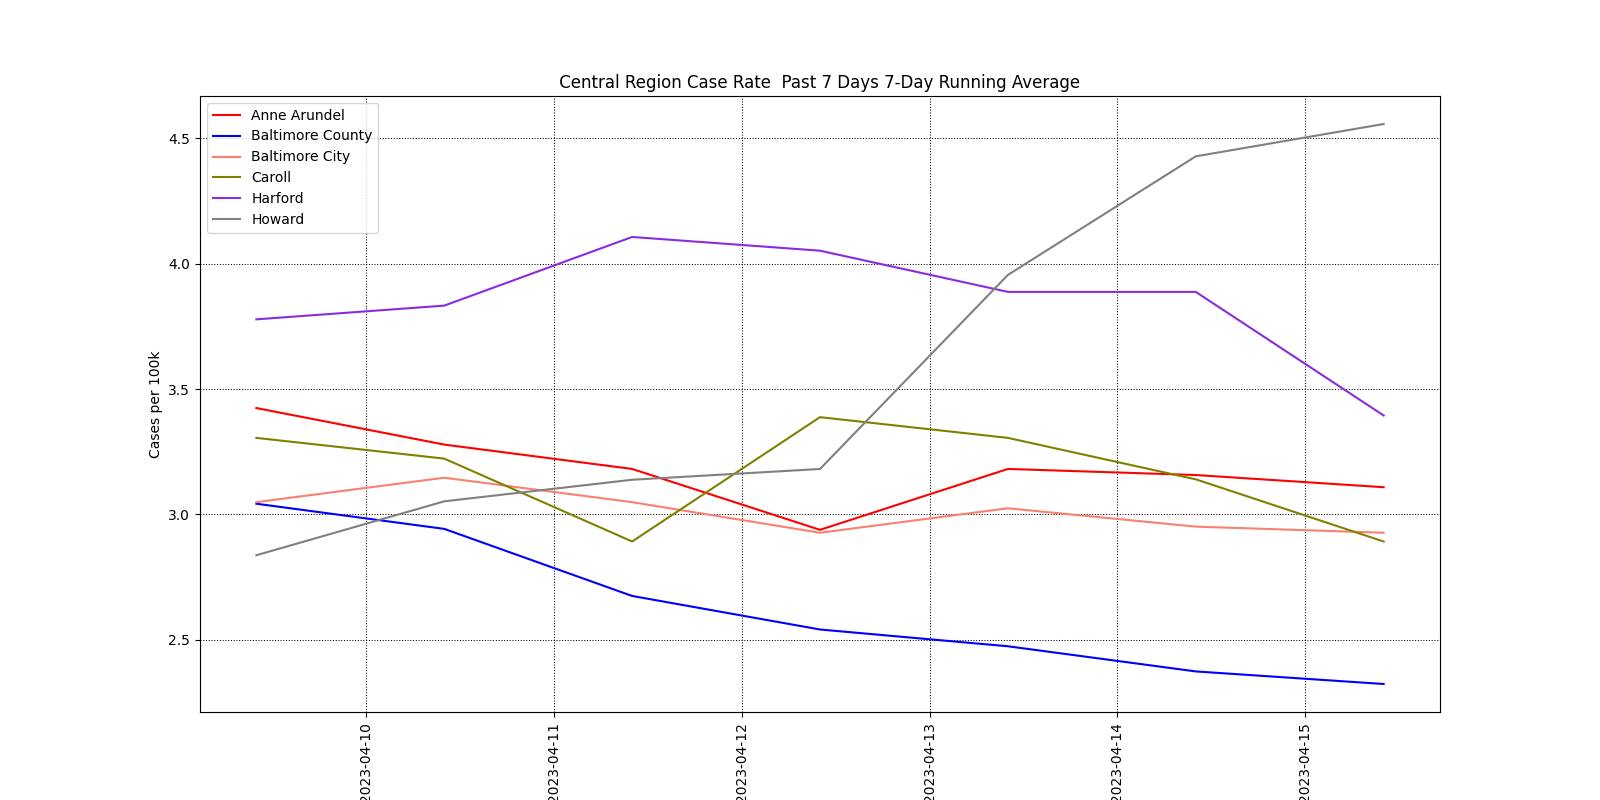 Central Region Case Rate  Past 7 Days 7-Day Running Average
Anne Arundel
Baltimore County
Baltimore City
Caroll
Harford
Howard
Cases per 100k
4.5
4.0
3.5
3.0
2.5
2023-04-10
2023-04-11
2023-04-12
2023-04-13
2023-04-14
2023-04-15